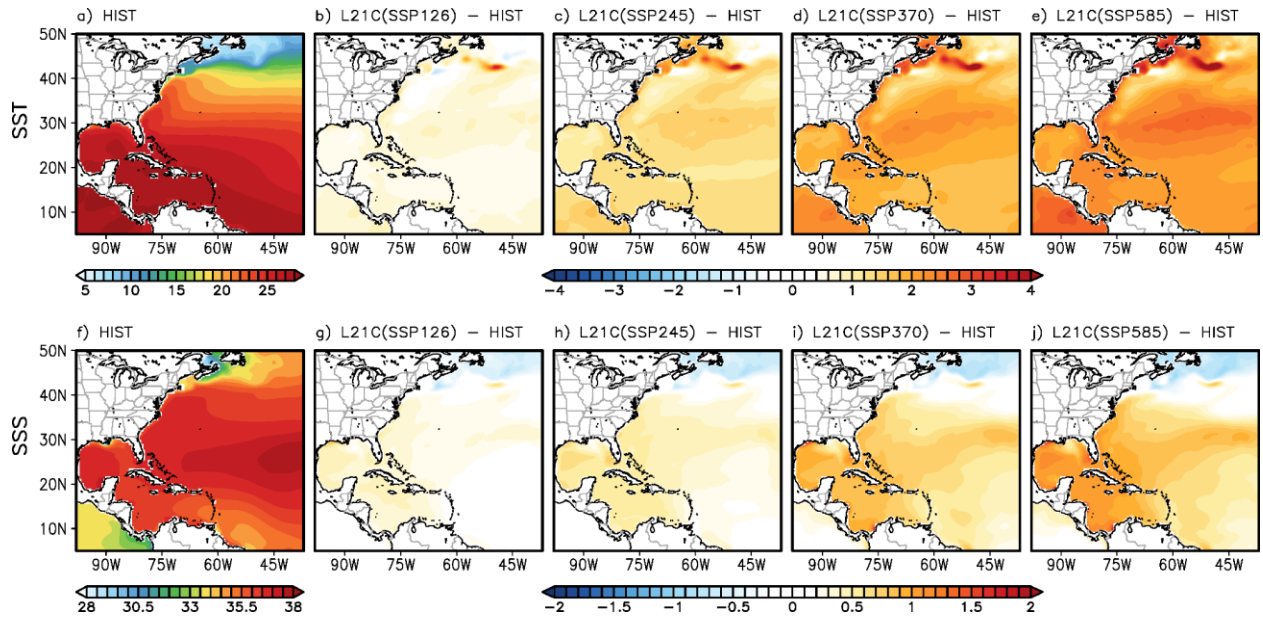 a) HIST
b) L21C(SSP126) – HIST
c) L21C(SSP245) – HIST
d) L21C(SSP370) – HIST
e) L21C(SSP585) – HIST
SST
50N
40N
30N
20N
10N
90W 75W 60W 45W
90W 75W 60W 45W
90W 75W 60W 45W
90W 75W 60W 45W
90W 75W 60W 45W
5 10 15 20 25
−4 −3 −2 −1 0 1 2 3 4
f) HIST
g) L21C(SSP126) – HIST
h) L21C(SSP245) – HIST
i) L21C(SSP370) – HIST
j) L21C(SSP585) – HIST
SSS
50N
40N
30N
20N
10N
90W 75W 60W 45W
90W 75W 60W 45W
90W 75W 60W 45W
90W 75W 60W 45W
90W 75W 60W 45W
28 30.5 33 35.5 38
−2 −1.5 −1 −0.5 0 0.5 1 1.5 2